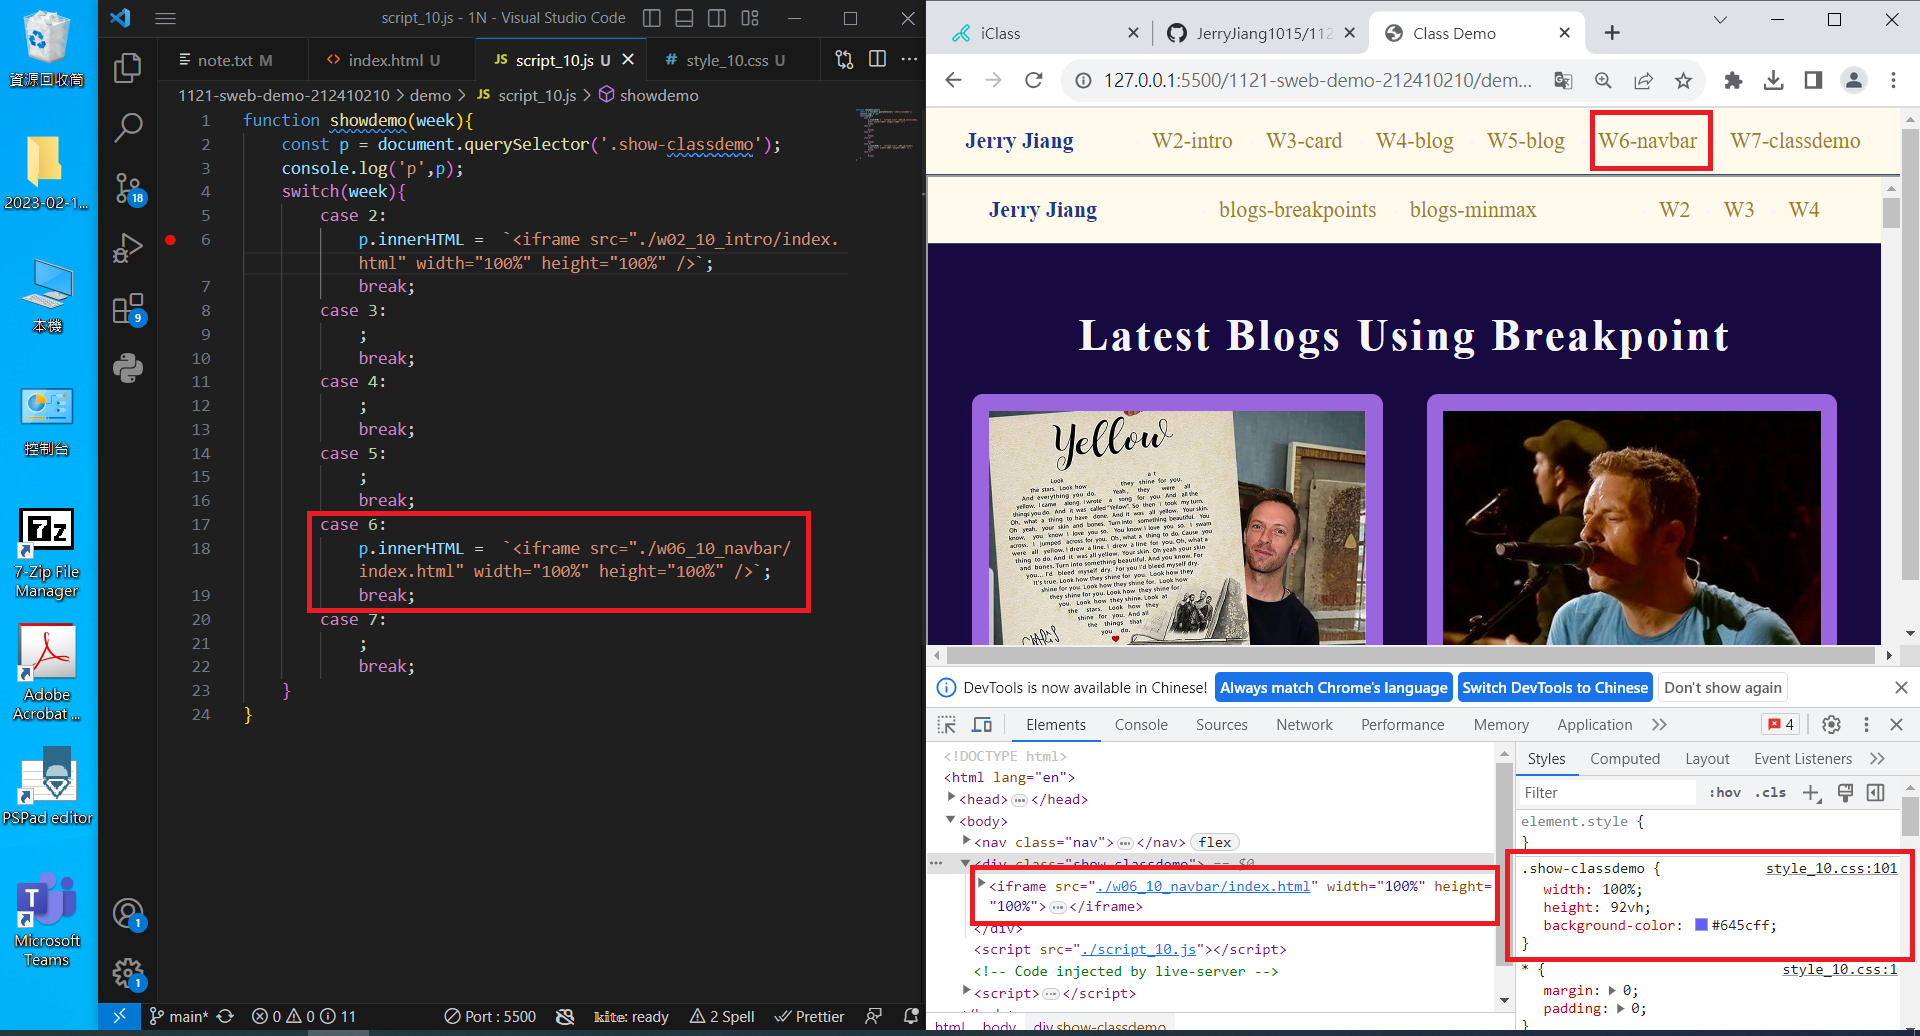 資源回收筒
2023-02-1...
本機
控制台
7-Zip File
Manager
Adobe
Acrobat ...
PSPad editor
Microsoft
Teams
script_10.js - 1N - Visual Studio Code
note.txt M
index.html U
JS script_10.js U
# style_10.css U
1121-sweb-demo-212410210 > demo > JS script_10.js > showdemo
1 function showdemo(week){
2 const p = document.querySelector('.show-classdemo');
3 console.log('p',p);
4 switch(week){
5 case 2:
6 p.innerHTML = `<iframe src="./w02_10_intro/index.
html" width="100%" height="100%" />`;
7 break;
8 case 3:
9 ;
10 break;
11 case 4:
12 ;
13 break;
14 case 5:
15 ;
16 break;
17 case 6:
18 p.innerHTML = `<iframe src="./w06_10_navbar/
index.html" width="100%" height="100%" />`;
19 break;
20 case 7:
21 ;
22 break;
23 }
24 }
18
9
1
1
main*
0 0 11
Port : 5500
kite: ready
2 Spell
Prettier
iClass
JerryJiang1015/112
Class Demo
127.0.0.1:5500/1121-sweb-demo-212410210/dem...
Jerry Jiang W2-intro W3-card W4-blog W5-blog W6-navbar W7-classdemo
Jerry Jiang blogs-breakpoints blogs-minmax W2 W3 W4
Latest Blogs Using Breakpoint
Yellow
DevTools is now available in Chinese! Always match Chrome's language Switch DevTools to Chinese Don't show again
Elements Console Sources Network Performance Memory Application 4
<!DOCTYPE html>
<html lang="en">
<head> ... </head>
<body>
<nav class="nav"> ... </nav> flex
<div class="show-classdemo"> == $0
<iframe src="./w06_10_navbar/index.html" width="100%" height=
"100%"> ... </iframe>
</div>
<script src="./script_10.js"></script>
<!-- Code injected by live-server -->
<script> ... </script>
html body div.show-classdemo
Styles Computed Layout Event Listeners
Filter :hov .cls
element.style {
}
.show-classdemo { style_10.css:101
width: 100%;
height: 92vh;
background-color: #645cff;
}
* { style_10.css:1
margin: 0;
padding: 0;
}